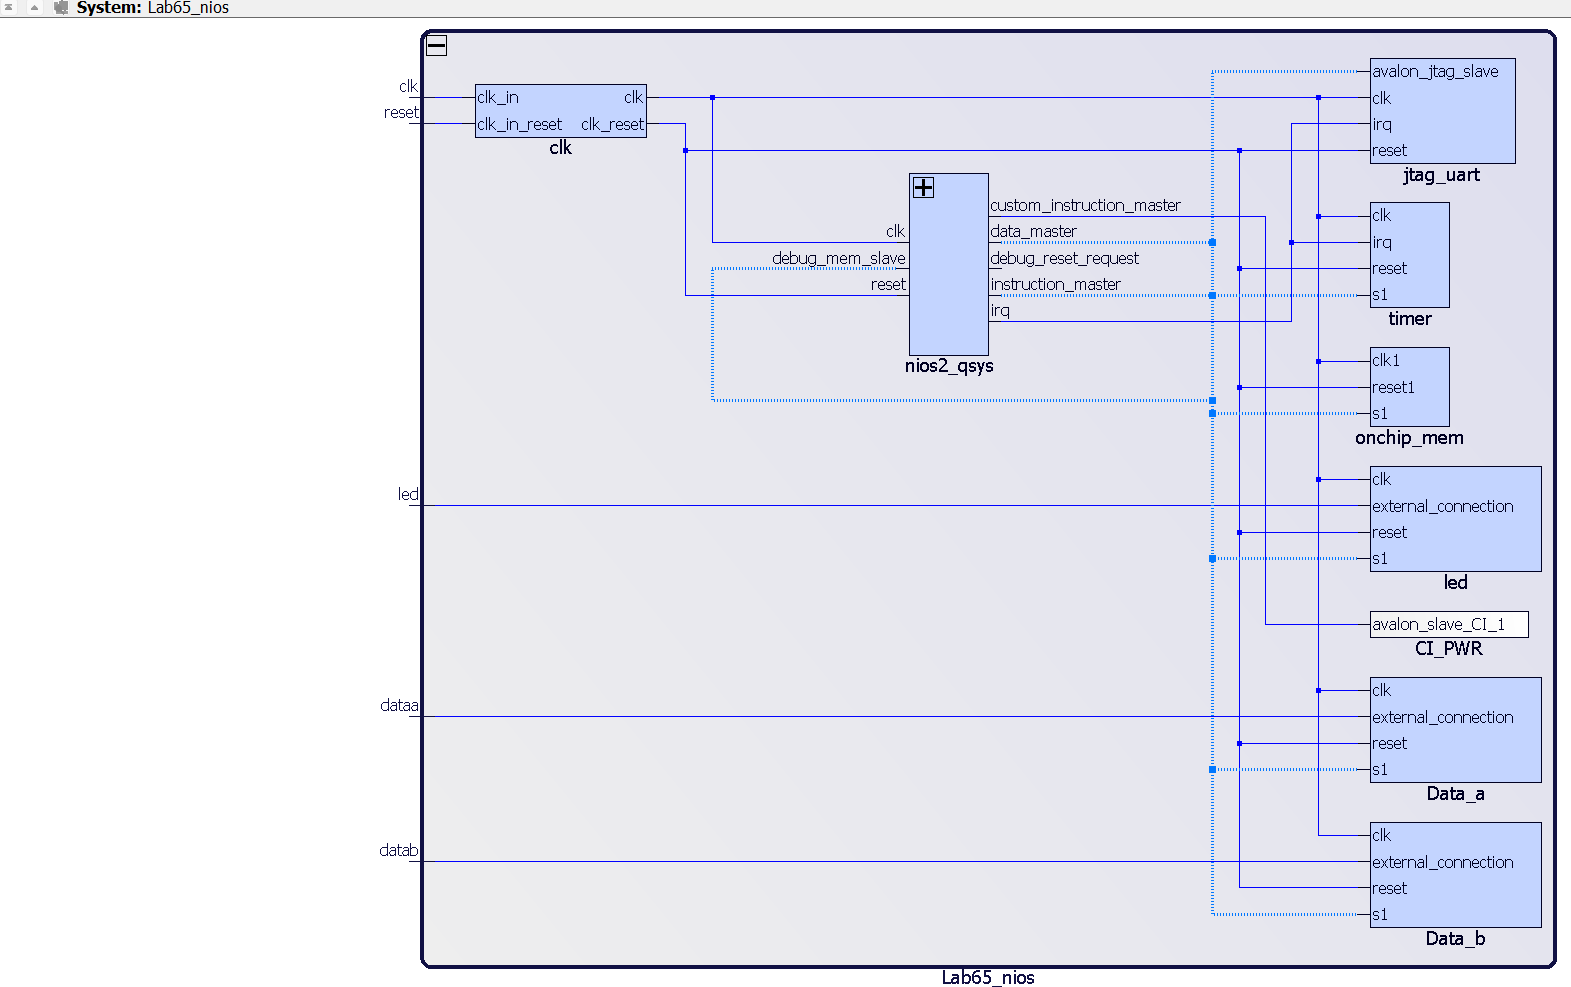 System: Lab65_nios
clk
reset
clk_in
clk
clk_in_reset
clk_reset
clk
custom_instruction_master
clk
data_master
debug_mem_slave
debug_reset_request
reset
instruction_master
irq
nios2_qsys
avalon_jtag_slave
clk
irq
reset
jtag_uart
clk
irq
reset
s1
timer
clk1
reset1
s1
onchip_mem
led
clk
external_connection
reset
s1
led
avalon_slave_CI_1
CI_PWR
dataa
clk
external_connection
reset
s1
Data_a
datab
clk
external_connection
reset
s1
Data_b
Lab65_nios